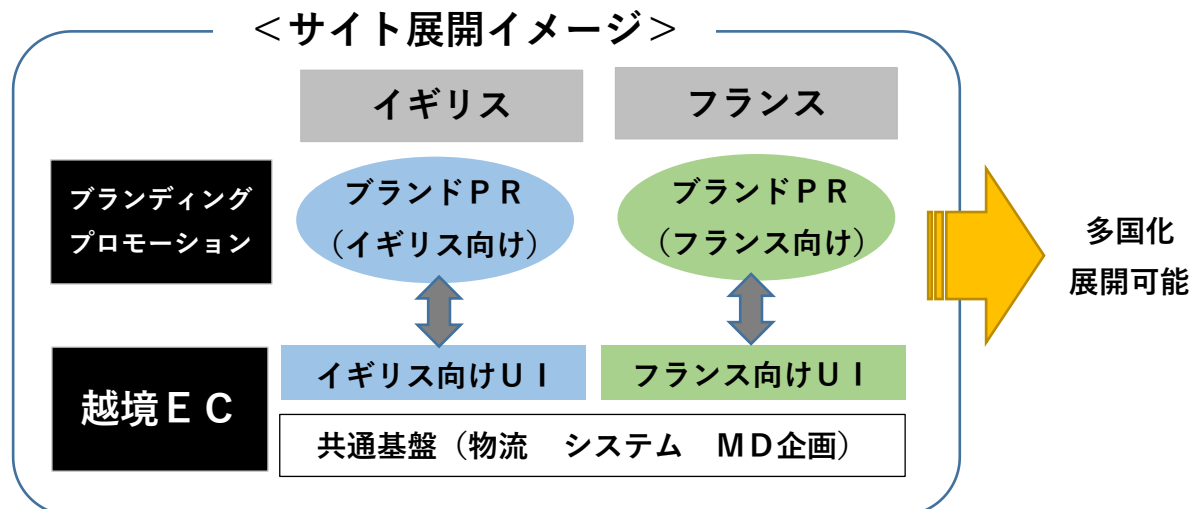 ＜サイト展開イメージ＞
イギリス
フランス
ブランディング
プロモーション
ブランドＰＲ
（イギリス向け）
ブランドＰＲ
（フランス向け）
多国化
展開可能
越境ＥＣ
イギリス向けＵＩ
フランス向けＵＩ
共通基盤（物流　システム　ＭＤ企画）